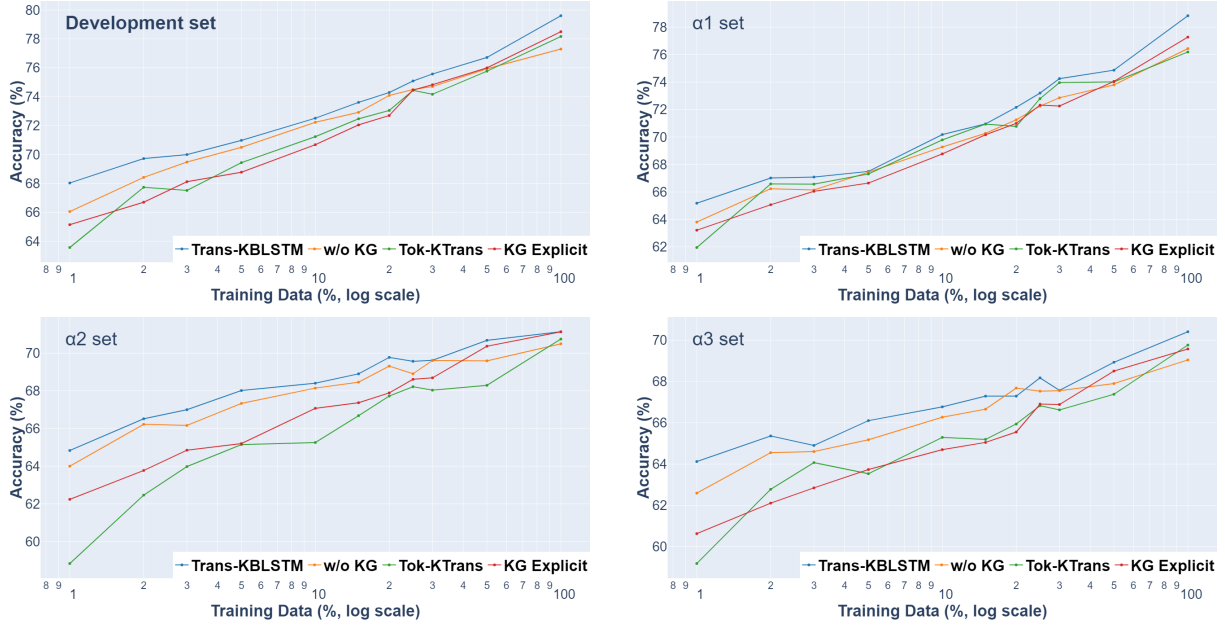 Development set
Accuracy (%)
80
78
76
74
72
70
68
66
64
Trans-KBLSTM w/o KG Tok-KTrans KG Explicit
8 9 1 2 3 4 5 6 7 8 9 10 2 3 4 5 6 7 8 9 100
Training Data (%, log scale)
α1 set
Accuracy (%)
78
76
74
72
70
68
66
64
62
Trans-KBLSTM w/o KG Tok-KTrans KG Explicit
8 9 1 2 3 4 5 6 7 8 9 10 2 3 4 5 6 7 8 9 100
Training Data (%, log scale)
α2 set
Accuracy (%)
70
68
66
64
62
60
Trans-KBLSTM w/o KG Tok-KTrans KG Explicit
8 9 1 2 3 4 5 6 7 8 9 10 2 3 4 5 6 7 8 9 100
Training Data (%, log scale)
α3 set
Accuracy (%)
70
68
66
64
62
60
Trans-KBLSTM w/o KG Tok-KTrans KG Explicit
8 9 1 2 3 4 5 6 7 8 9 10 2 3 4 5 6 7 8 9 100
Training Data (%, log scale)